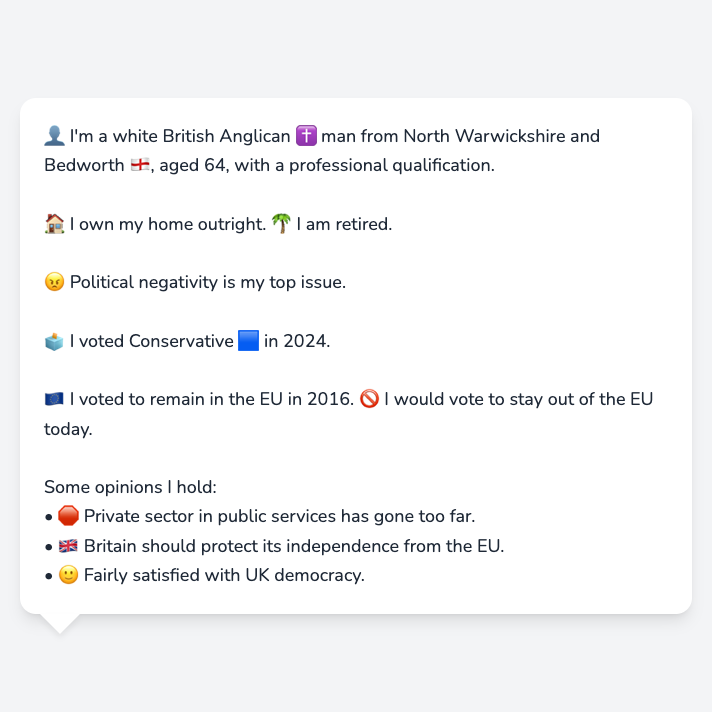 👤 I'm a white British Anglican ✝️ man from North Warwickshire and
Bedworth 🏴󠁧󠁢󠁥󠁮󠁧󠁿, aged 64, with a professional qualification.
🏠 I own my home outright. 🌴 I am retired.
😠 Political negativity is my top issue.
🗳️ I voted Conservative 🟦 in 2024.
🇪🇺 I voted to remain in the EU in 2016. 🚫 I would vote to stay out of the EU
today.
Some opinions I hold:
• 🛑 Private sector in public services has gone too far.
• 🇬🇧 Britain should protect its independence from the EU.
• 🙂 Fairly satisfied with UK democracy.